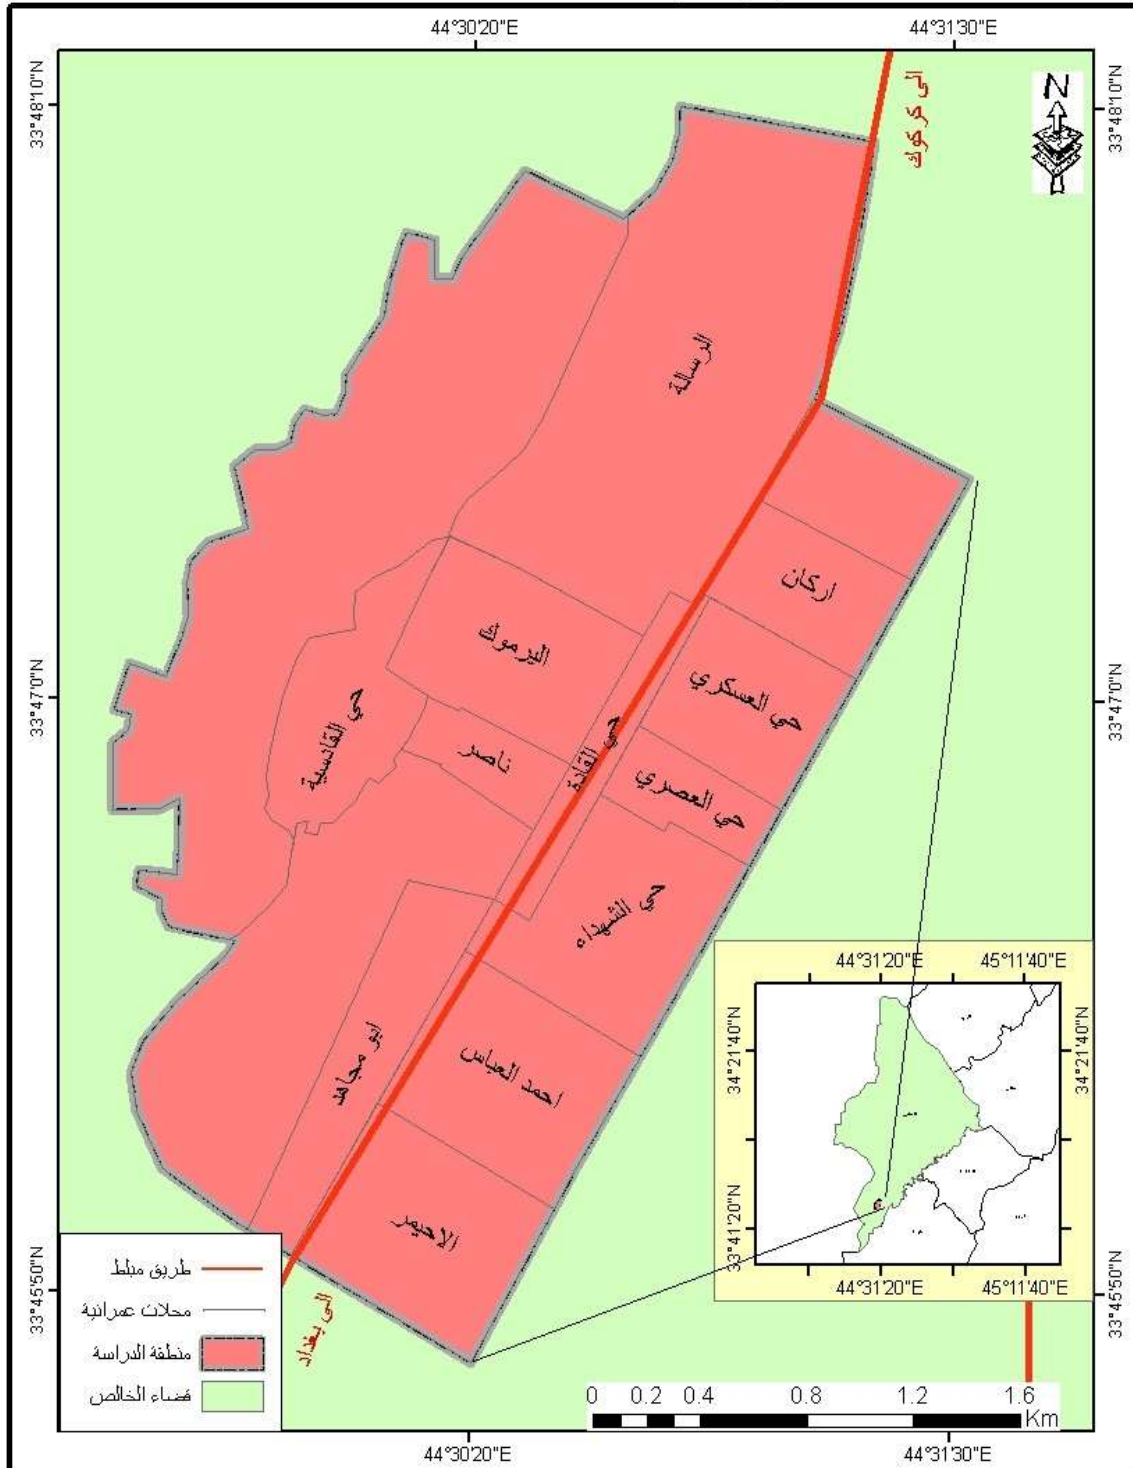 44°30'20"E
44°31'30"E
33°48'10"N
33°48'10"N
N
الى كركوك
الرسالة
اركان
اليرموك
حي العسكري
حي القادسية
حي القادة
ناصر
حي العصري
33°47'0"N
33°47'0"N
حي الشهداء
ابو مجاهد
احمد العباس
الاحيمر
الى بغداد
44°31'20"E
45°11'40"E
34°21'40"N
34°21'40"N
33°41'20"N
33°41'20"N
44°31'20"E
45°11'40"E
33°45'50"N
33°45'50"N
طريق مبلط
محلات عمرانية
منطقة الدراسة
قضاء الخالص
0 0.2 0.4 0.8 1.2 1.6
Km
44°30'20"E
44°31'30"E